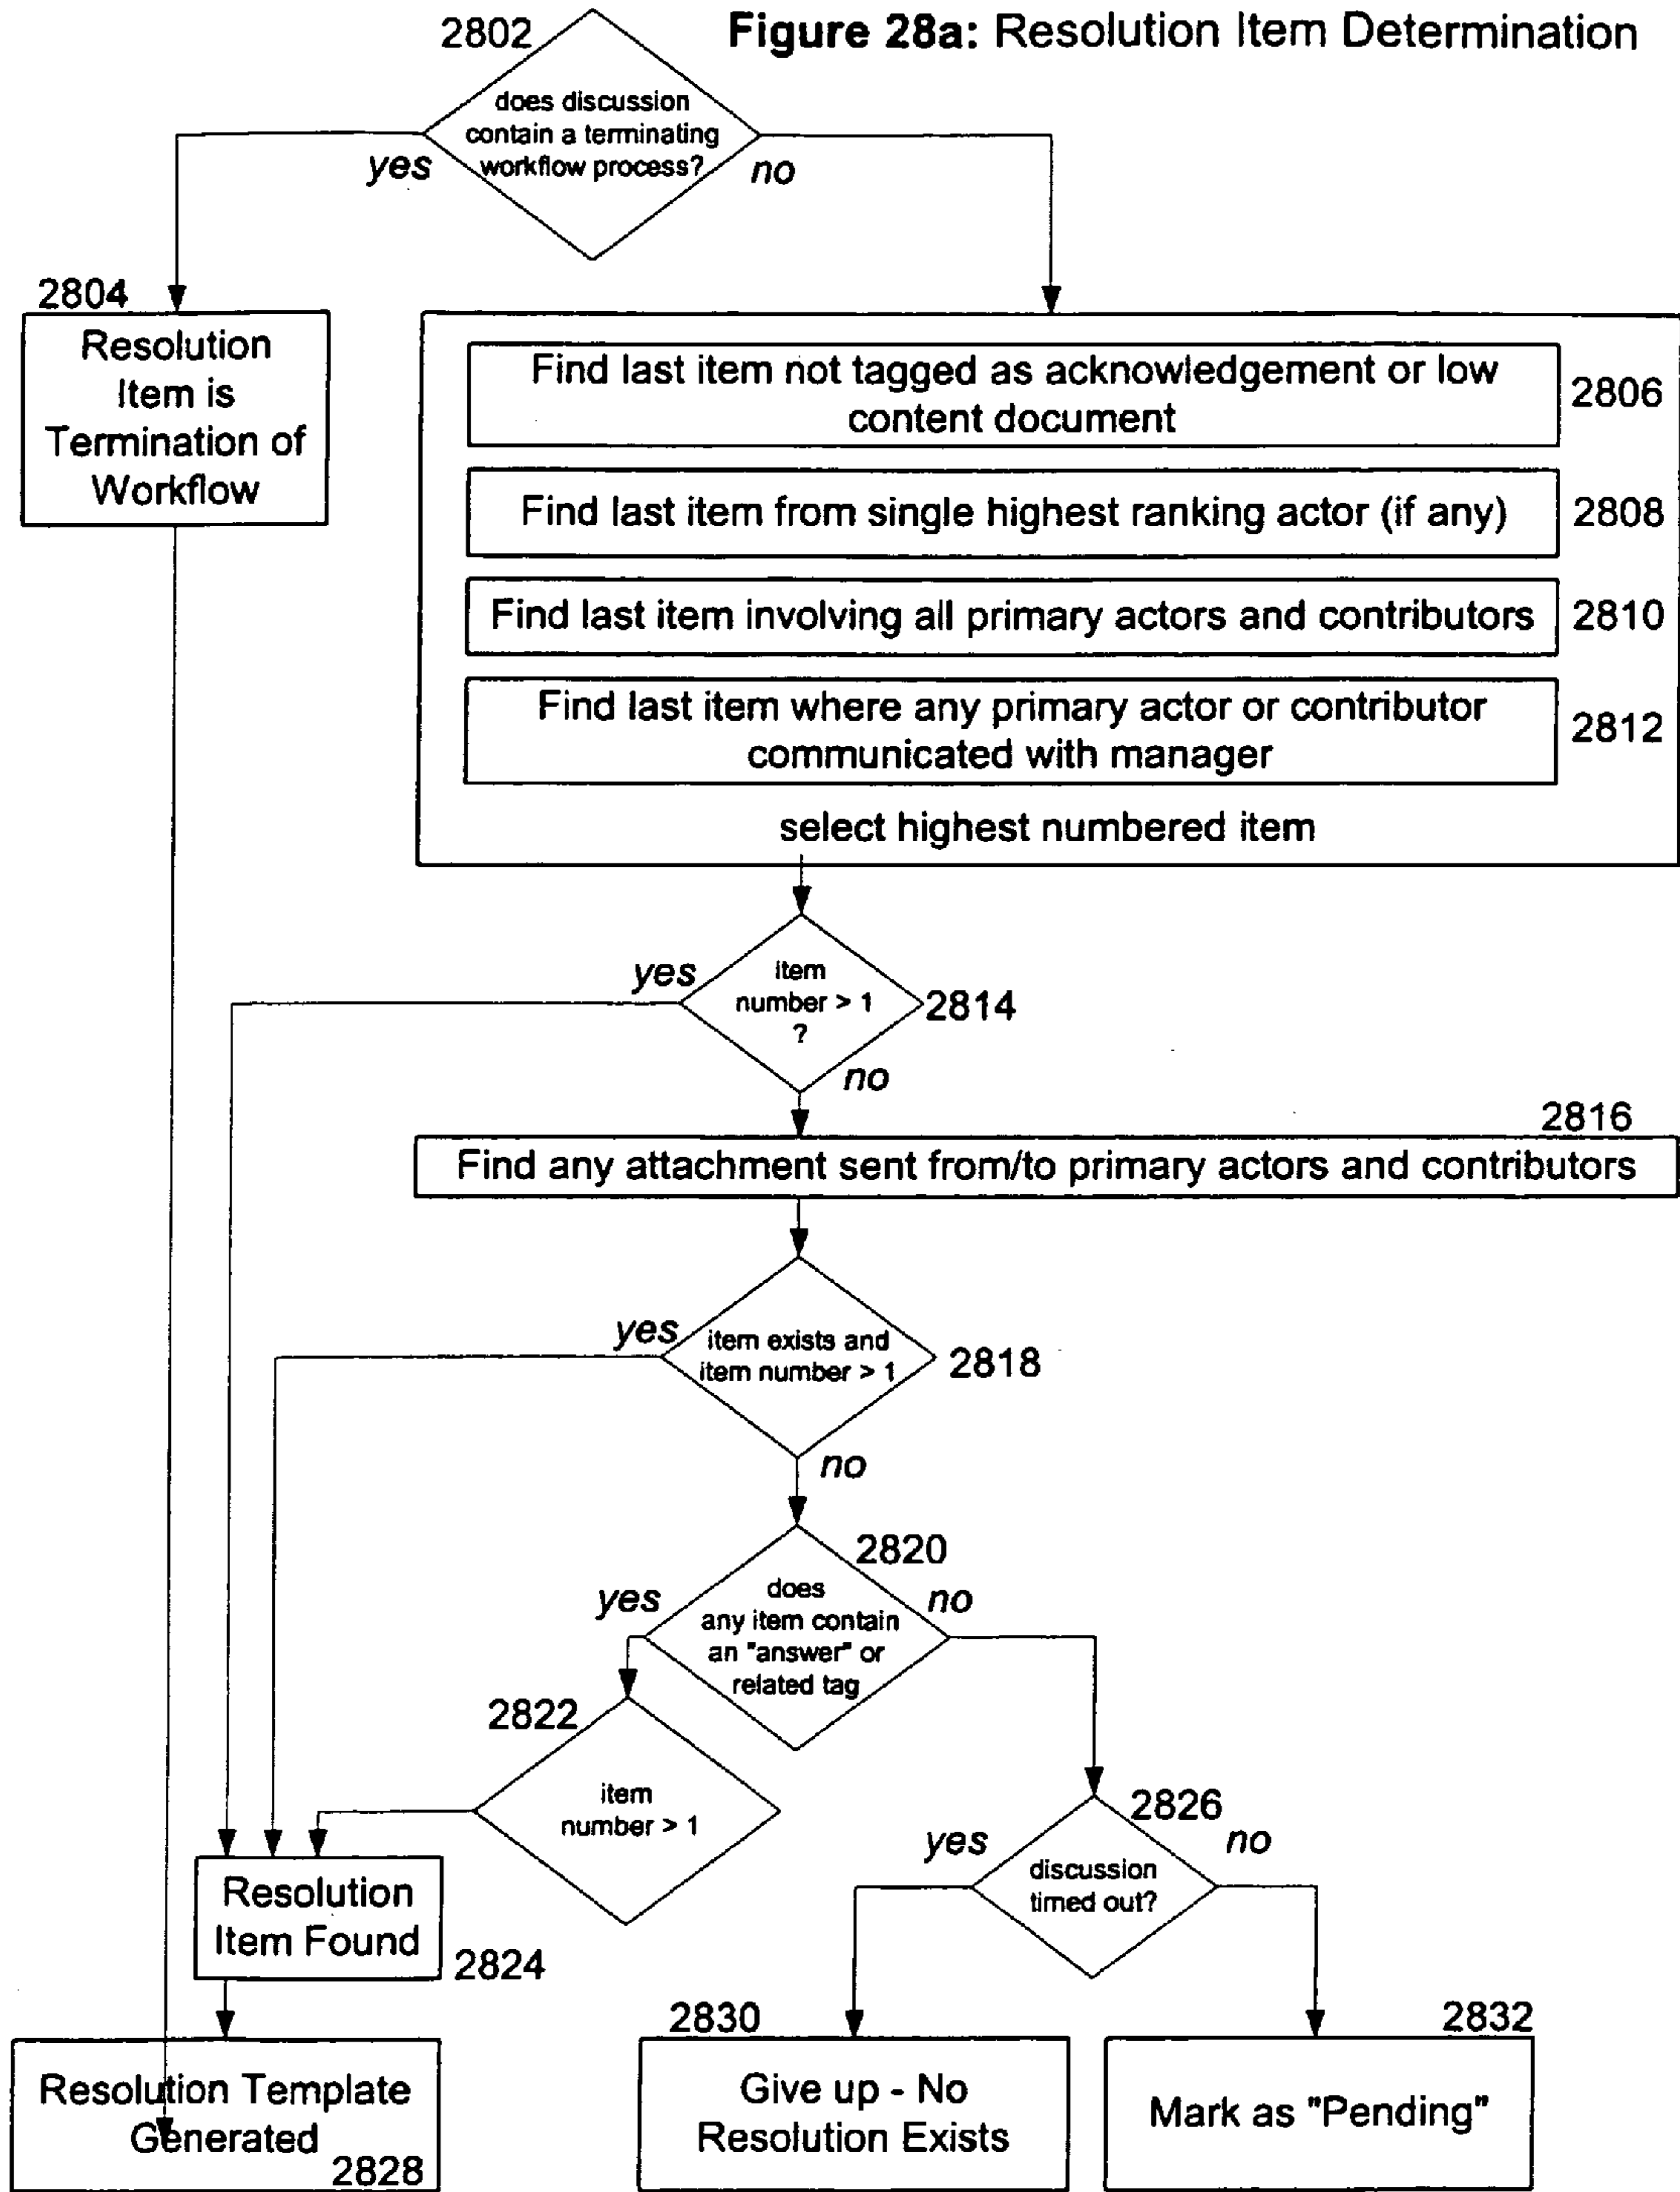 Figure 28a: Resolution Item Determination
2802
does discussion
contain a terminating
workflow process?
yes
no
2804
Resolution
Item is
Termination of
Workflow
Find last item not tagged as acknowledgement or low
content document
2806
Find last item from single highest ranking actor (if any)
2808
Find last item involving all primary actors and contributors
2810
Find last item where any primary actor or contributor
communicated with manager
2812
select highest numbered item
yes
item
number > 1
?
2814
no
2816
Find any attachment sent from/to primary actors and contributors
yes
item exists and
item number > 1
2818
no
2820
yes
does
any item contain
an "answer" or
related tag
no
2822
item
number > 1
2826
yes
no
discussion
timed out?
Resolution
Item Found
2824
2830
2832
Resolution Template
Generated
2828
Give up - No
Resolution Exists
Mark as "Pending"